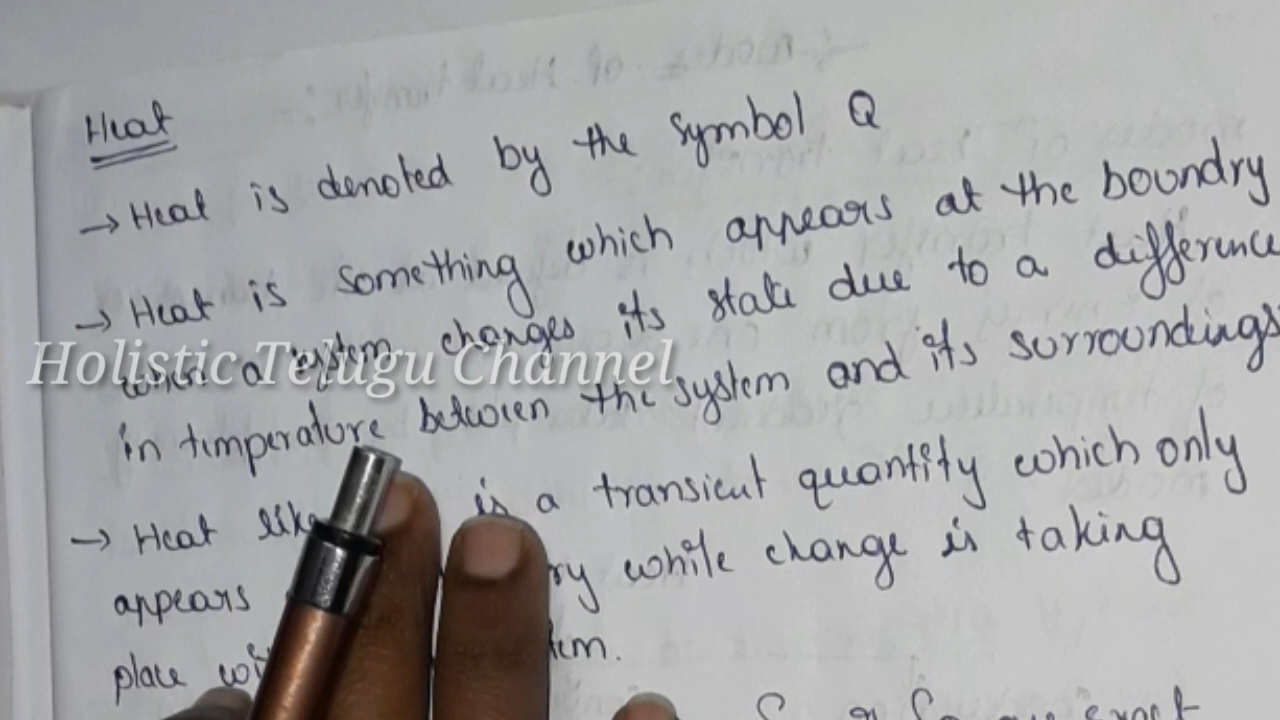 Heat
→ Heat is denoted by the symbol Q
→ Heat is something which appears at the boundry
when a system changes its state due to a difference
in temperature between the system and its surroundings
Holistic Telugu Channel
→ Heat like is a transient quantity which only
appears while change is taking
place